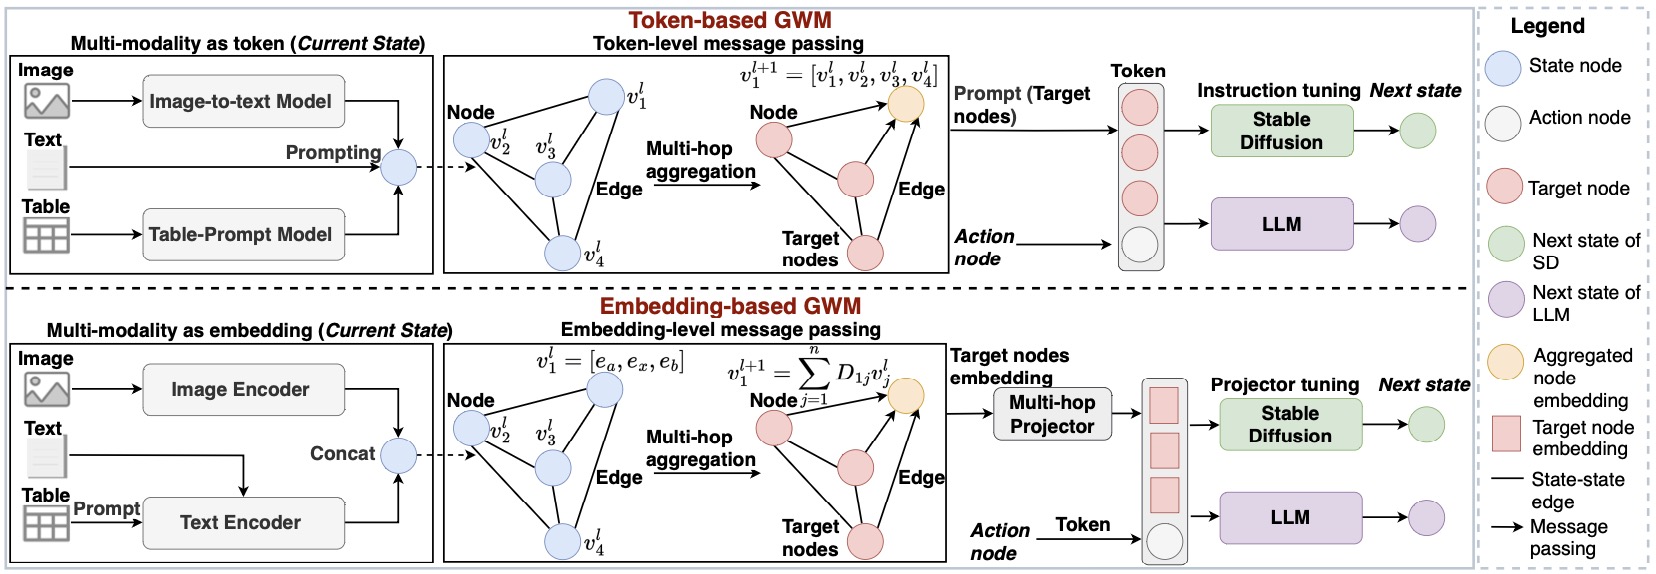 Token-based GWM
Multi-modality as token (Current State)
Token-level message passing
Image
Image-to-text Model
Text
Prompting
Table
Table-Prompt Model
Node
v_1^l
v_2^l
v_3^l
v_4^l
Edge
Multi-hop
aggregation
v_1^{l+1} = [v_1^l, v_2^l, v_3^l, v_4^l]
Node
Edge
Target
nodes
Prompt (Target
nodes)
Action
node
Token
Instruction tuning
Next state
Stable
Diffusion
LLM
Embedding-based GWM
Multi-modality as embedding (Current State)
Embedding-level message passing
Image
Image Encoder
Text
Concat
Table
Prompt
Text Encoder
v_1^l = [e_a, e_x, e_b]
Node
v_2^l
v_3^l
v_4^l
Edge
Multi-hop
aggregation
v_1^{l+1} = \sum_{j=1}^{n} D_{1j} v_j^l
Node
Edge
Target
nodes
Target nodes
embedding
Multi-hop
Projector
Action
node
Token
Projector tuning
Next state
Stable
Diffusion
LLM
Legend
State node
Action node
Target node
Next state of
SD
Next state of
LLM
Aggregated
node
embedding
Target node
embedding
State-state
edge
Message
passing